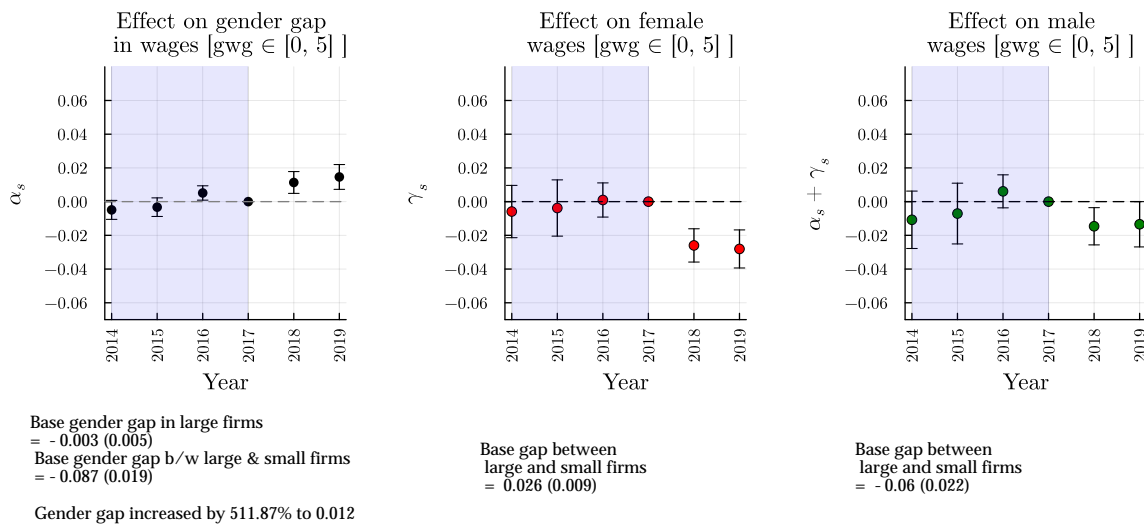 Effect on gender gap
in wages [gwg ∈ [0, 5] ]
0.06
0.04
0.02
0.00
−0.02
−0.04
−0.06
α_s
2014
2015
2016
2017
2018
2019
Year
Base gender gap in large firms
= - 0.003 (0.005)
Base gender gap b/w large & small firms
= - 0.087 (0.019)
Gender gap increased by 511.87% to 0.012
Effect on female
wages [gwg ∈ [0, 5] ]
0.06
0.04
0.02
0.00
−0.02
−0.04
−0.06
γ_s
2014
2015
2016
2017
2018
2019
Year
Base gap between
large and small firms
= 0.026 (0.009)
Effect on male
wages [gwg ∈ [0, 5] ]
0.06
0.04
0.02
0.00
−0.02
−0.04
−0.06
α_s + γ_s
2014
2015
2016
2017
2018
2019
Year
Base gap between
large and small firms
= - 0.06 (0.022)